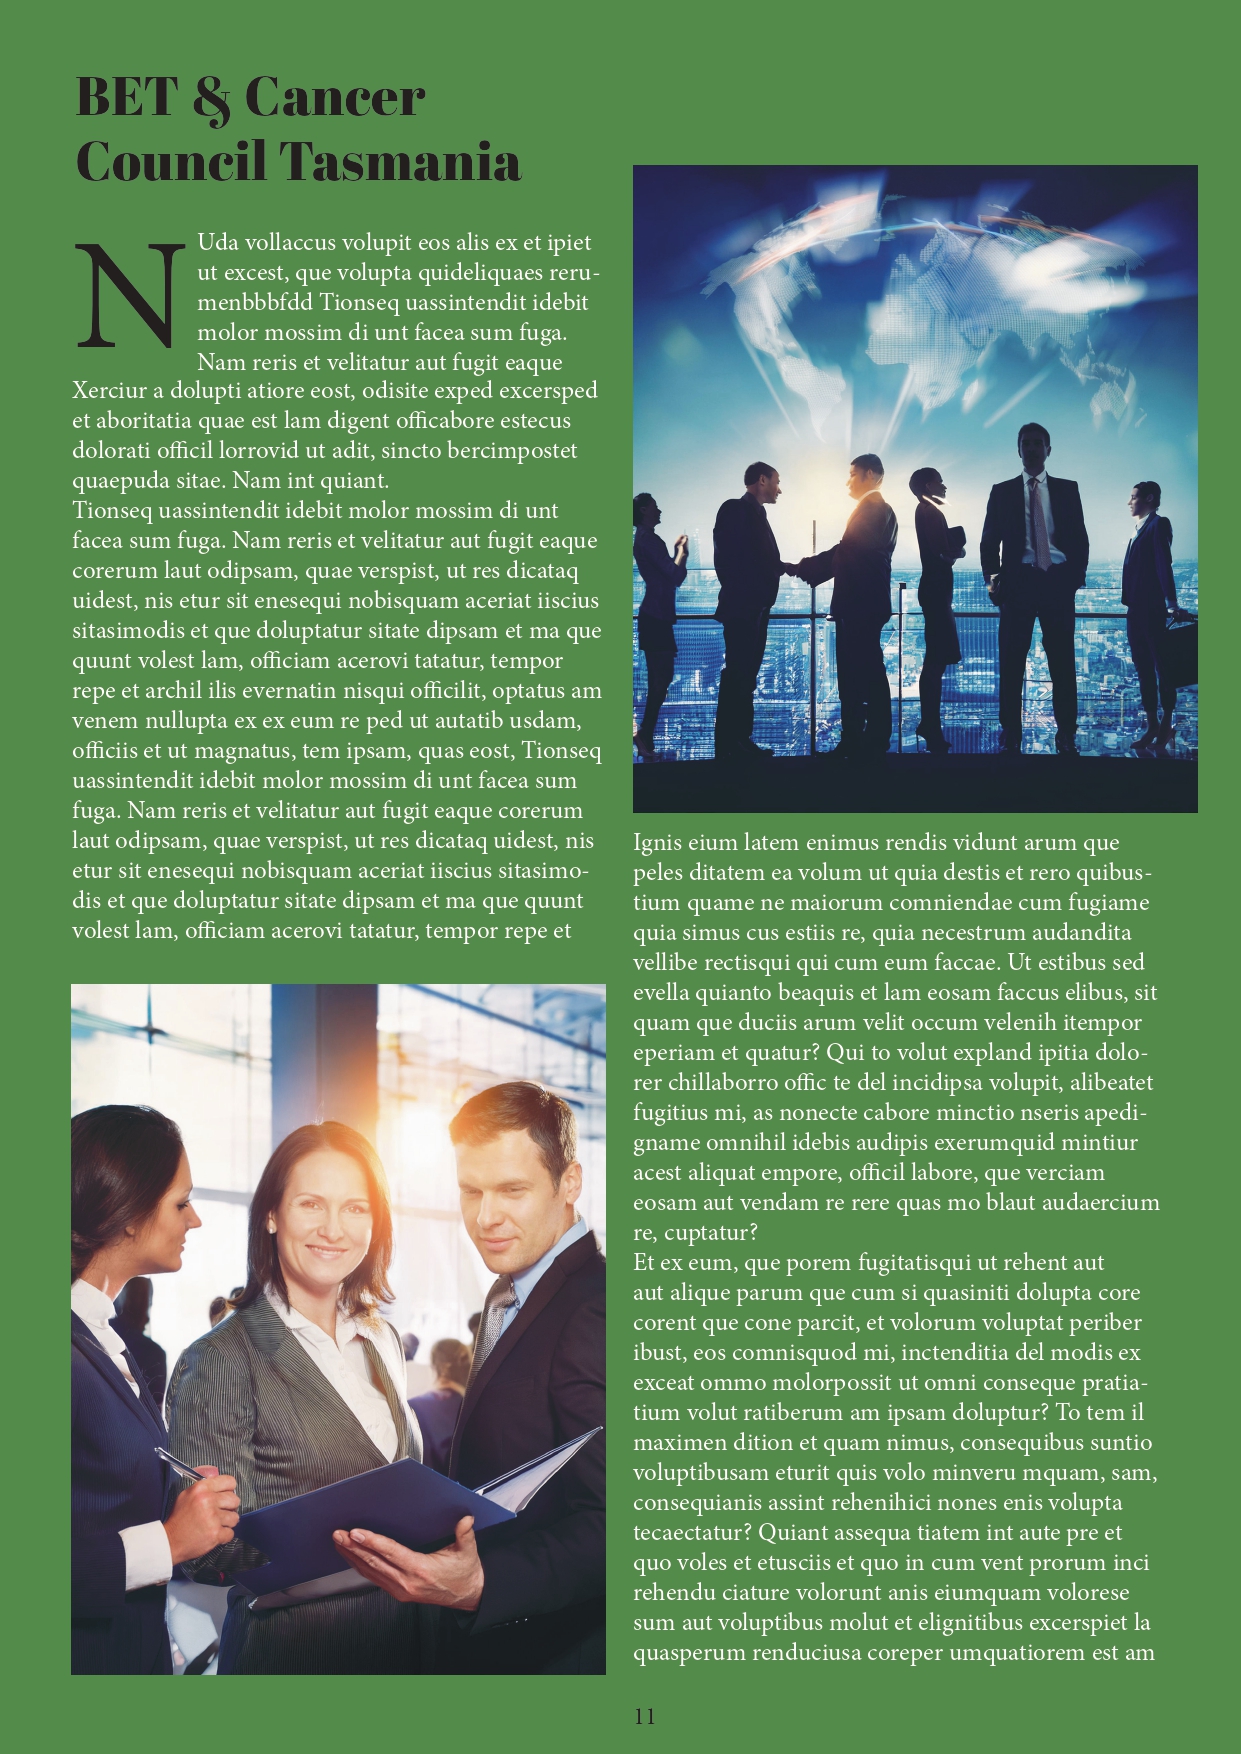 BET & Cancer
Council Tasmania
N
Uda vollaccus volupit eos alis ex et ipiet
ut excest, que volupta quideliquaes reru-
menbbbfdd Tionseq uassintendit idebit
molor mossim di unt facea sum fuga.
Nam reris et velitatur aut fugit eaque
Xerciur a dolupti atiore eost, odisite exped excersped
et aboritatia quae est lam digent officabore estecus
dolorati officil lorrovid ut adit, sincto bercimpostet
quaepuda sitae. Nam int quiant.
Tionseq uassintendit idebit molor mossim di unt
facea sum fuga. Nam reris et velitatur aut fugit eaque
corerum laut odipsam, quae verspist, ut res dicataq
uidest, nis etur sit enesequi nobisquam aceriat iiscius
sitasimodis et que doluptatur sitate dipsam et ma que
quunt volest lam, officiam acerovi tatatur, tempor
repe et archil ilis evernatin nisqui officilit, optatus am
venem nullupta ex ex eum re ped ut autatib usdam,
officiis et ut magnatus, tem ipsam, quas eost, Tionseq
uassintendit idebit molor mossim di unt facea sum
fuga. Nam reris et velitatur aut fugit eaque corerum
laut odipsam, quae verspist, ut res dicataq uidest, nis
etur sit enesequi nobisquam aceriat iiscius sitasimo-
dis et que doluptatur sitate dipsam et ma que quunt
volest lam, officiam acerovi tatatur, tempor repe et
Ignis eium latem enimus rendis vidunt arum que
peles ditatem ea volum ut quia destis et rero quibus-
tium quame ne maiorum comniendae cum fugiame
quia simus cus estiis re, quia necestrum audandita
vellibe rectisqui qui cum eum faccae. Ut estibus sed
evella quianto beaquis et lam eosam faccus elibus, sit
quam que duciis arum velit occum velenih itempor
eperiam et quatur? Qui to volut expland ipitia dolo-
rer chillaborro offic te del incidipsa volupit, alibeatet
fugitius mi, as nonecte cabore minctio nseris apedi-
gname omnihil idebis audipis exerumquid mintiur
acest aliquat empore, officil labore, que verciam
eosam aut vendam re rere quas mo blaut audaercium
re, cuptatur?
Et ex eum, que porem fugitatisqui ut rehent aut
aut alique parum que cum si quasiniti dolupta core
corent que cone parcit, et volorum voluptat periber
ibust, eos comnisquod mi, inctenditia del modis ex
exceat ommo molorpossit ut omni conseque pratia-
tium volut ratiberum am ipsam doluptur? To tem il
maximen dition et quam nimus, consequibus suntio
voluptibusam eturit quis volo minveru mquam, sam,
consequianis assint rehenihici nones enis volupta
tecaectatur? Quiant assequa tiatem int aute pre et
quo voles et etusciis et quo in cum vent prorum inci
rehendu ciature volorunt anis eiumquam volorese
sum aut voluptibus molut et elignitibus excerspiet la
quasperum renduciusa coreper umquatiorem est am
11